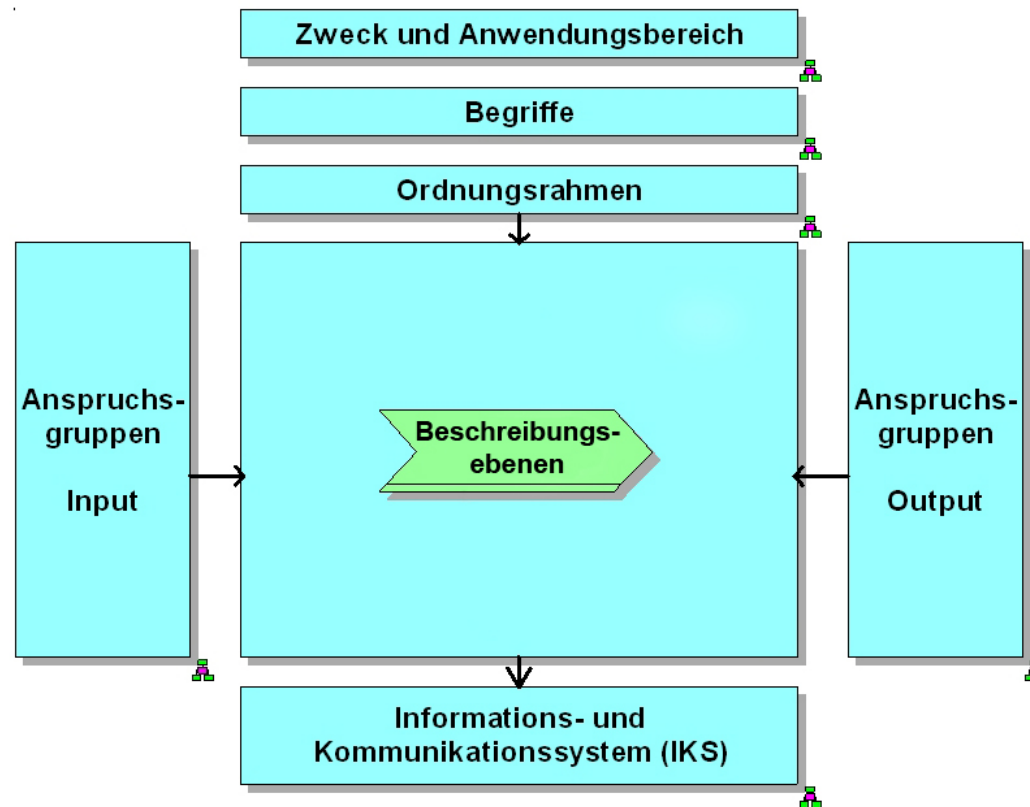 Zweck und Anwendungsbereich
Begriffe
Ordnungsrahmen
Anspruchs-
gruppen
Input
Beschreibungs-
ebenen
Anspruchs-
gruppen
Output
Informations- und
Kommunikationssystem (IKS)